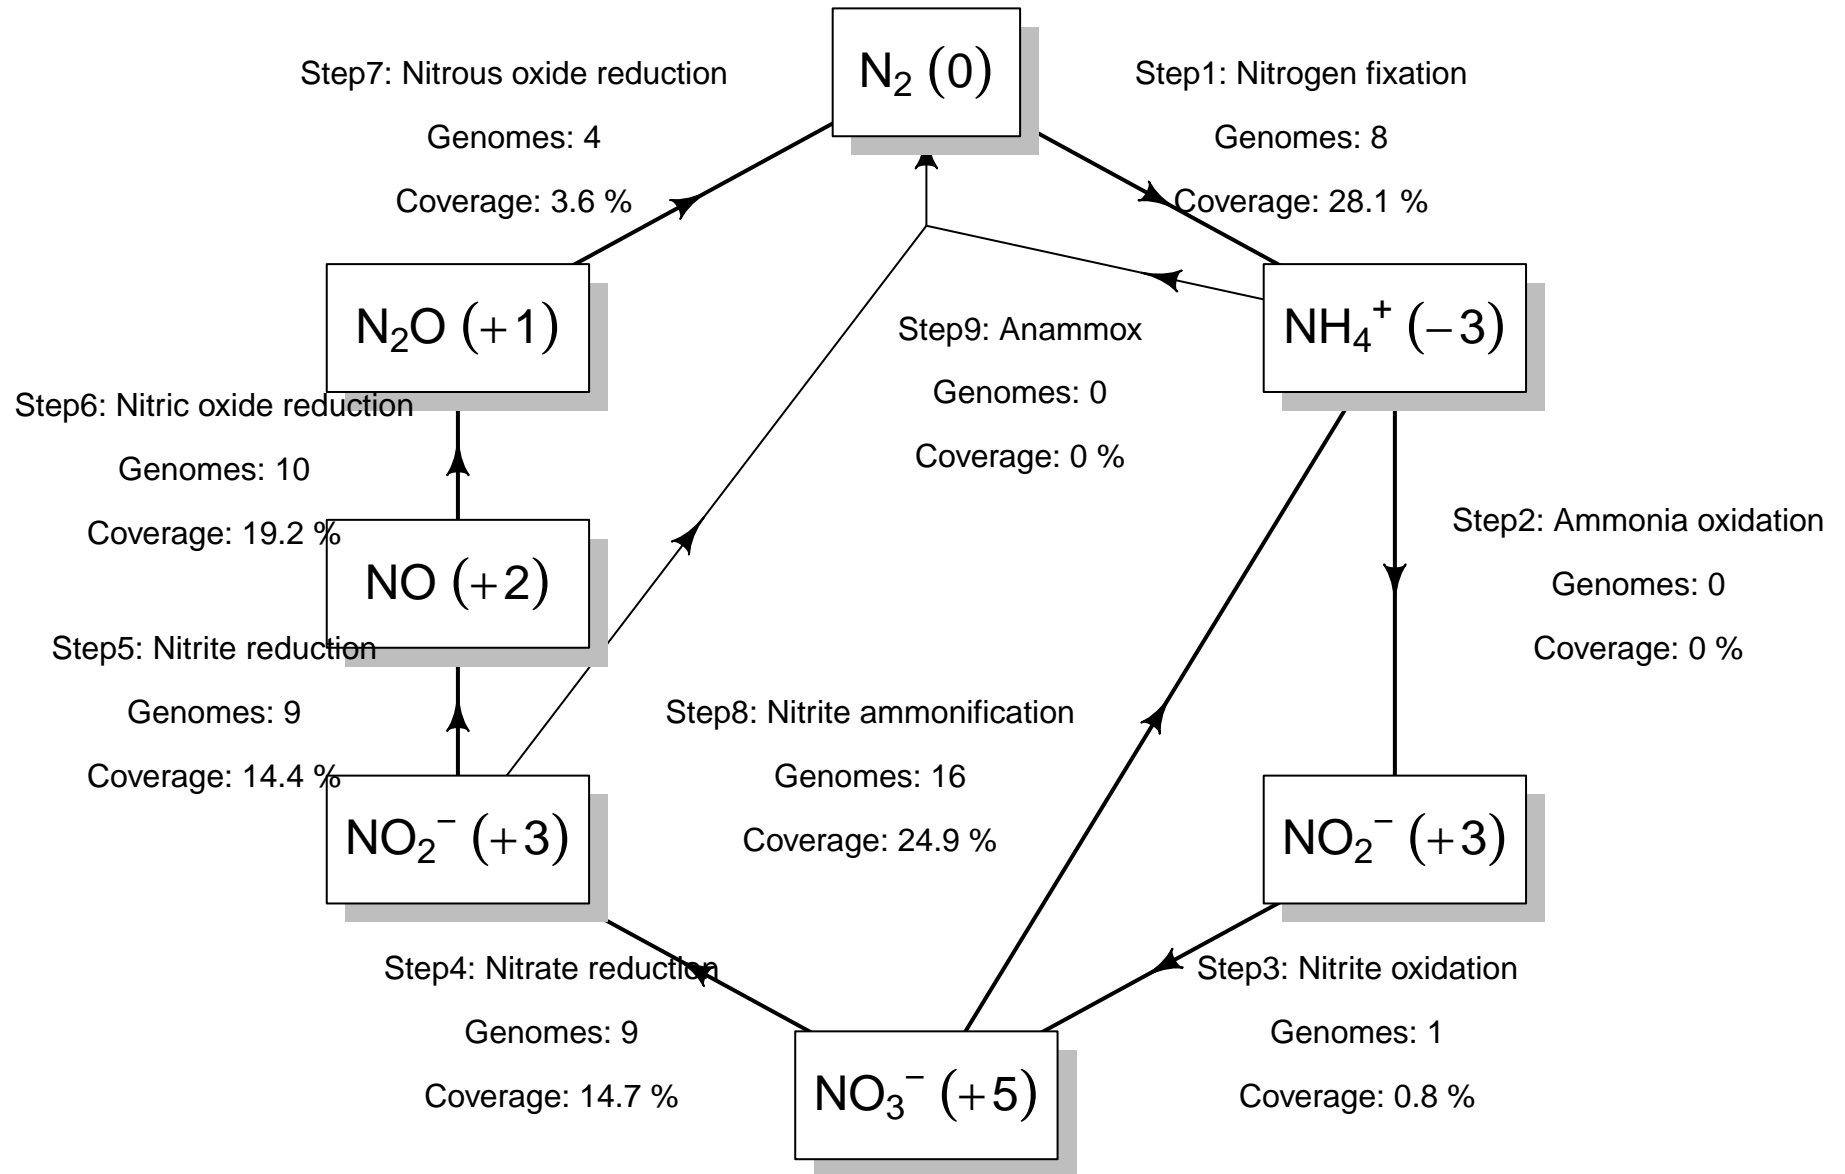 N₂ (0)
Step7: Nitrous oxide reduction
Genomes: 4
Coverage: 3.6 %
Step1: Nitrogen fixation
Genomes: 8
Coverage: 28.1 %
N₂O (+1)
Step9: Anammox
Genomes: 0
Coverage: 0 %
NH₄⁺ (−3)
Step6: Nitric oxide reduction
Genomes: 10
Coverage: 19.2 %
Step2: Ammonia oxidation
Genomes: 0
Coverage: 0 %
NO (+2)
Step5: Nitrite reduction
Genomes: 9
Coverage: 14.4 %
Step8: Nitrite ammonification
Genomes: 16
Coverage: 24.9 %
NO₂⁻ (+3)
NO₂⁻ (+3)
Step4: Nitrate reduction
Genomes: 9
Coverage: 14.7 %
Step3: Nitrite oxidation
Genomes: 1
Coverage: 0.8 %
NO₃⁻ (+5)